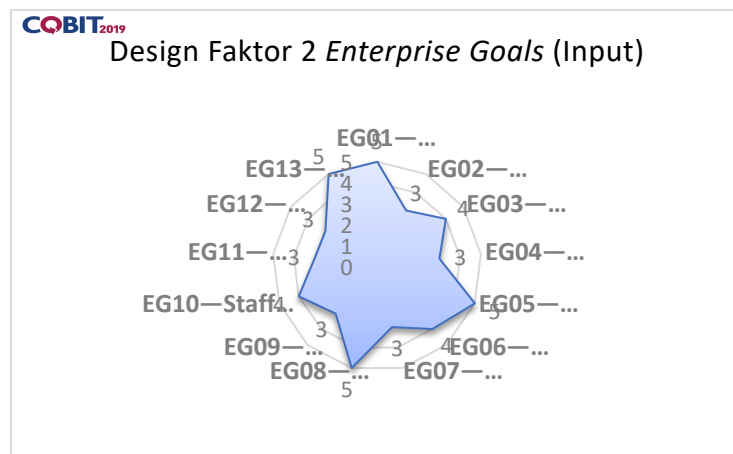 COBIT2019
Design Faktor 2 Enterprise Goals (Input)
EG01—...
5
EG02—...
3
EG03—...
4
EG04—...
3
EG05—...
5
EG06—...
4
EG07—...
3
EG08—...
5
EG09—...
3
EG10—Staff...
4
EG11—...
3
EG12—...
3
EG13—...
5
5
4
3
2
1
0